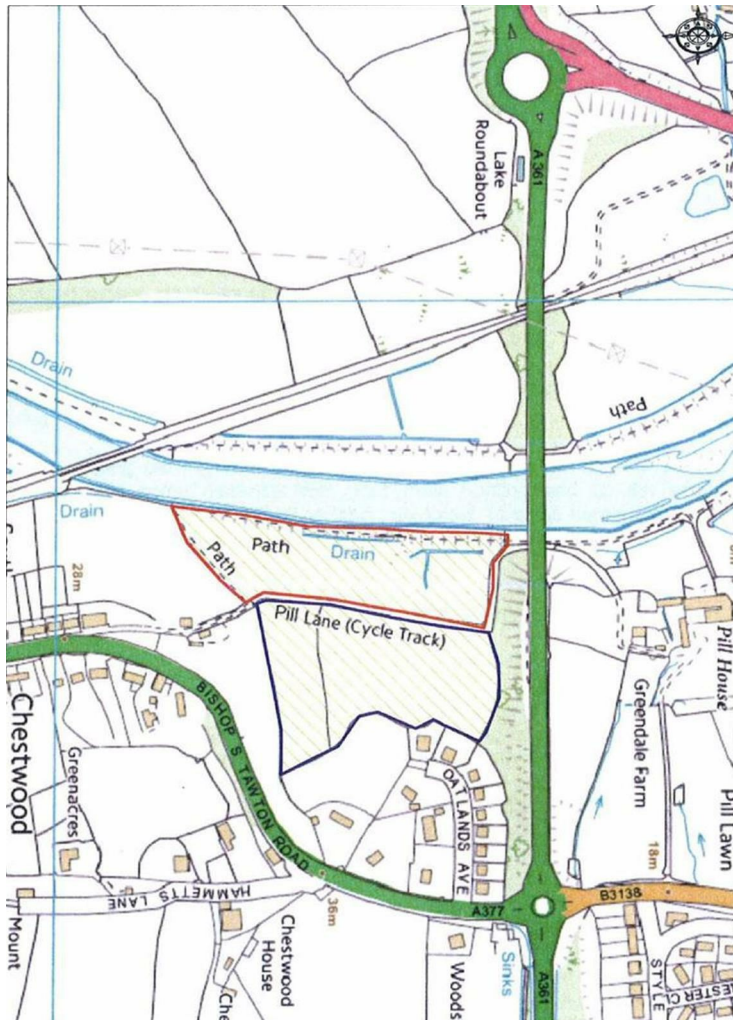 A 361
Lake
Roundabout
Path
Drain
Drain
Path
Drain
Path
Pill Lane (Cycle Track)
28m
Pill House
Greendale Farm
Pill Lawn
18m
Chestwood
Greenacres
BISHOP'S TAWTON ROAD
OATLANDS AVE
HAMMETTS LANE
36m
A377
B3138
A361
Chestwood
House
Mount
Woods
Sinks
STYLE